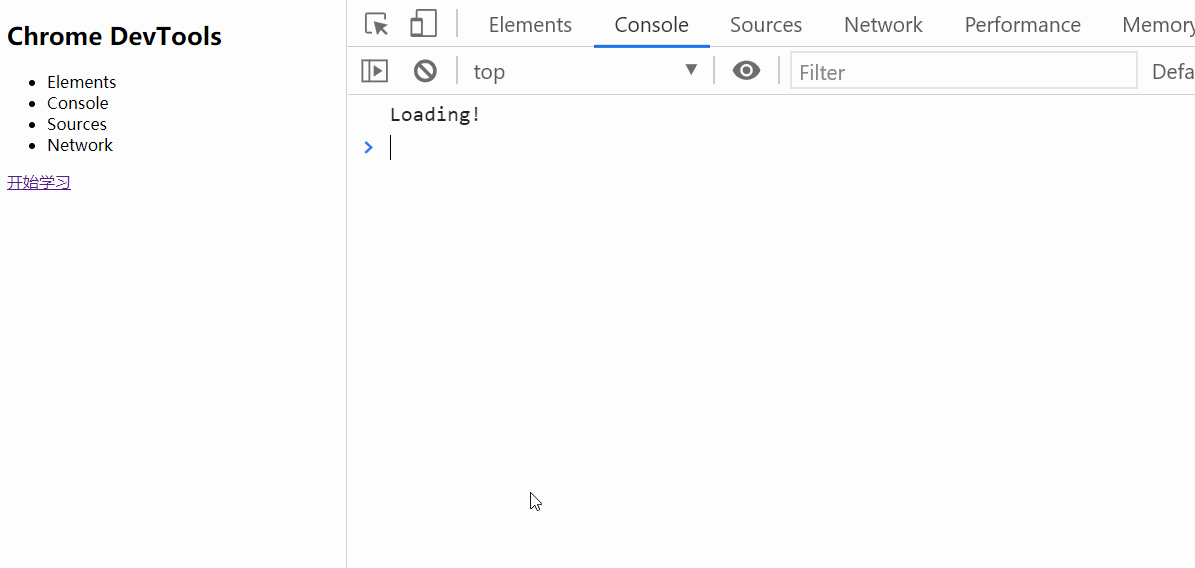 Chrome DevTools
Elements
Console
Sources
Network
开始学习
Elements Console Sources Network Performance Memory
top Filter Defa
Loading!